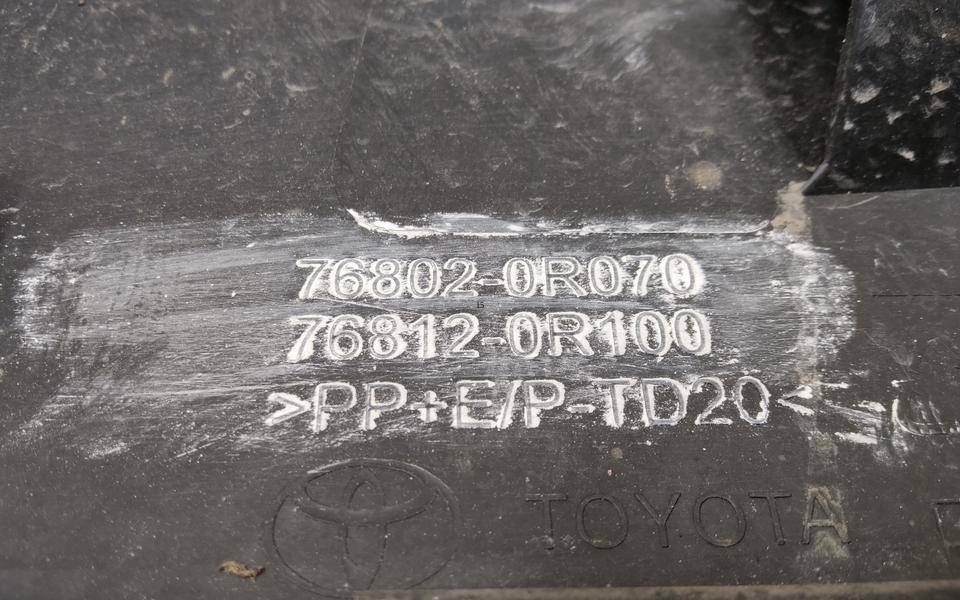 76802-0R070
76812-0R100
>PP+E/P-TD20<
TOYOTA